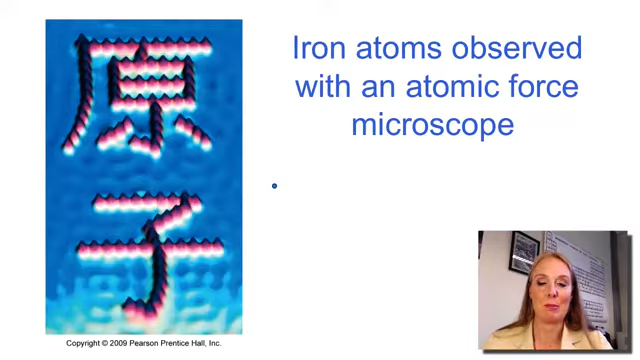 原
子
Iron atoms observed
with an atomic force
microscope
Copyright © 2009 Pearson Prentice Hall, Inc.